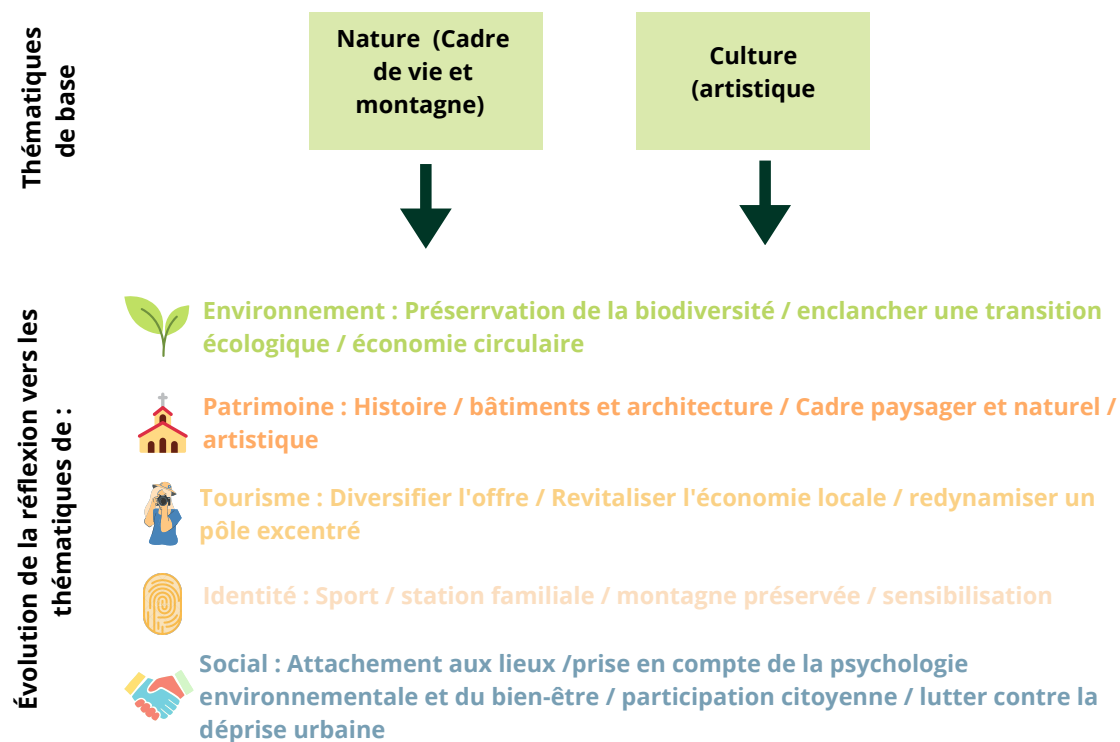 Thématiques
de base
Nature  (Cadre
de vie et
montagne)
Culture
(artistique
Évolution de la réflexion vers les
thématiques de :
Environnement : Préserrvation de la biodiversité / enclancher une transition
écologique / économie circulaire
Patrimoine : Histoire / bâtiments et architecture / Cadre paysager et naturel /
artistique
Tourisme : Diversifier l'offre / Revitaliser l'économie locale / redynamiser un
pôle excentré
Identité : Sport / station familiale / montagne préservée / sensibilisation
Social : Attachement aux lieux /prise en compte de la psychologie
environnementale et du bien-être / participation citoyenne / lutter contre la
déprise urbaine